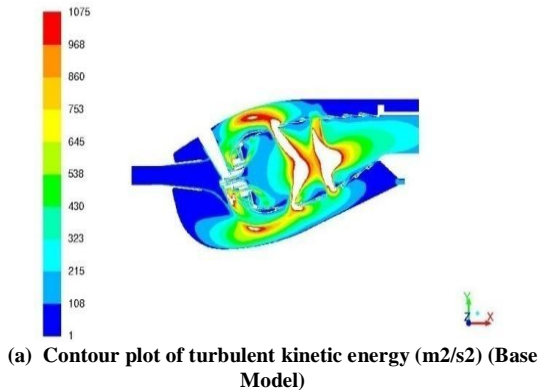 1075
968
860
753
645
538
430
323
215
108
1
Y
Z X
(a) Contour plot of turbulent kinetic energy (m2/s2) (Base
Model)